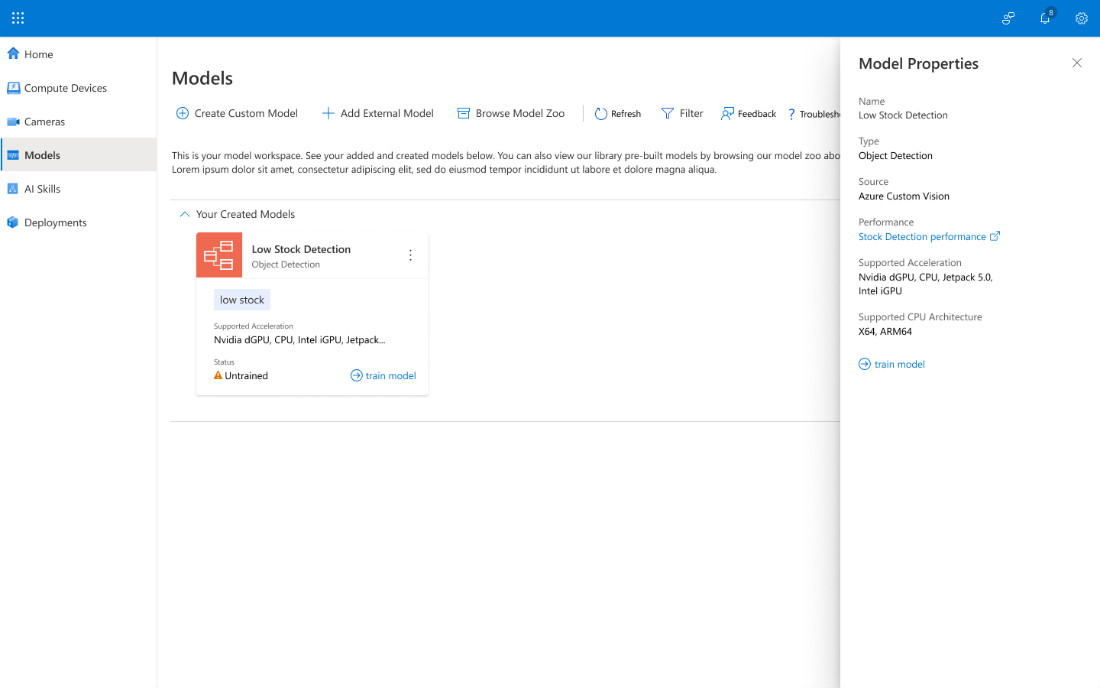 8
Home
Compute Devices
Cameras
Models
AI Skills
Deployments
Models
Create Custom Model
Add External Model
Browse Model Zoo
Refresh
Filter
Feedback
?
This is your model workspace. See your added and created models below. You can also view our library pre-built models by browsing our model zoo
Lorem ipsum dolor sit amet, consectetur adipiscing elit, sed do eiusmod tempor incididunt ut labore et dolore magna aliqua.
Your Created Models
Low Stock Detection
Object Detection
low stock
Supported Acceleration
Nvidia dGPU, CPU, Intel iGPU, Jetpack...
Status
Untrained
train model
Model Properties
Name
Low Stock Detection
Type
Object Detection
Source
Azure Custom Vision
Performance
Stock Detection performance
Supported Acceleration
Nvidia dGPU, CPU, Jetpack 5.0,
Intel iGPU
Supported CPU Architecture
X64, ARM64
train model